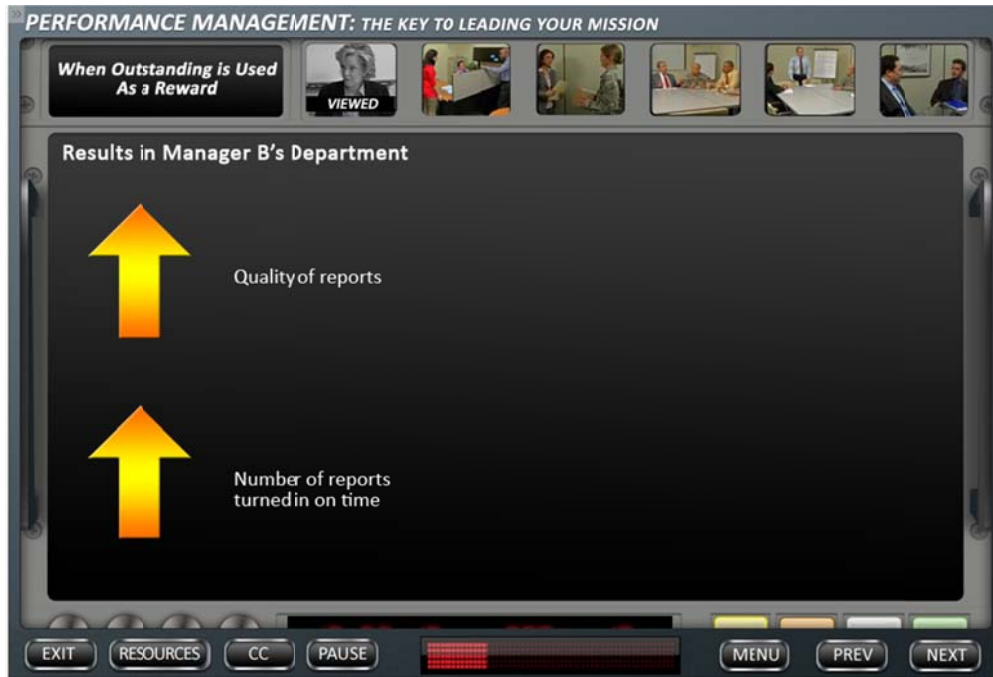 PERFORMANCE MANAGEMENT: THE KEY TO LEADING YOUR MISSION
When Outstanding is Used
As a Reward
VIEWED
Results in Manager B's Department
Quality of reports
Number of reports
turned in on time
EXIT
RESOURCES
CC
PAUSE
MENU
PREV
NEXT